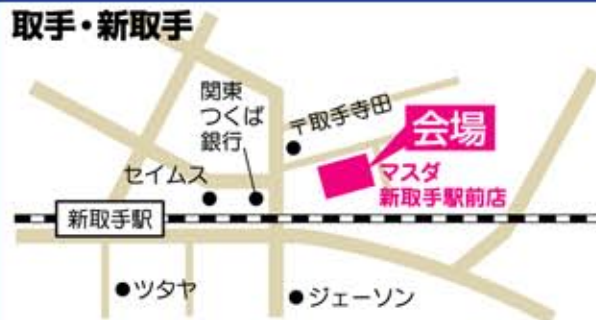 取手・新取手
関東
つくば
銀行
〒取手寺田
会場
セイムス
マスダ
新取手駅前店
新取手駅
ツタヤ
ジェーソン